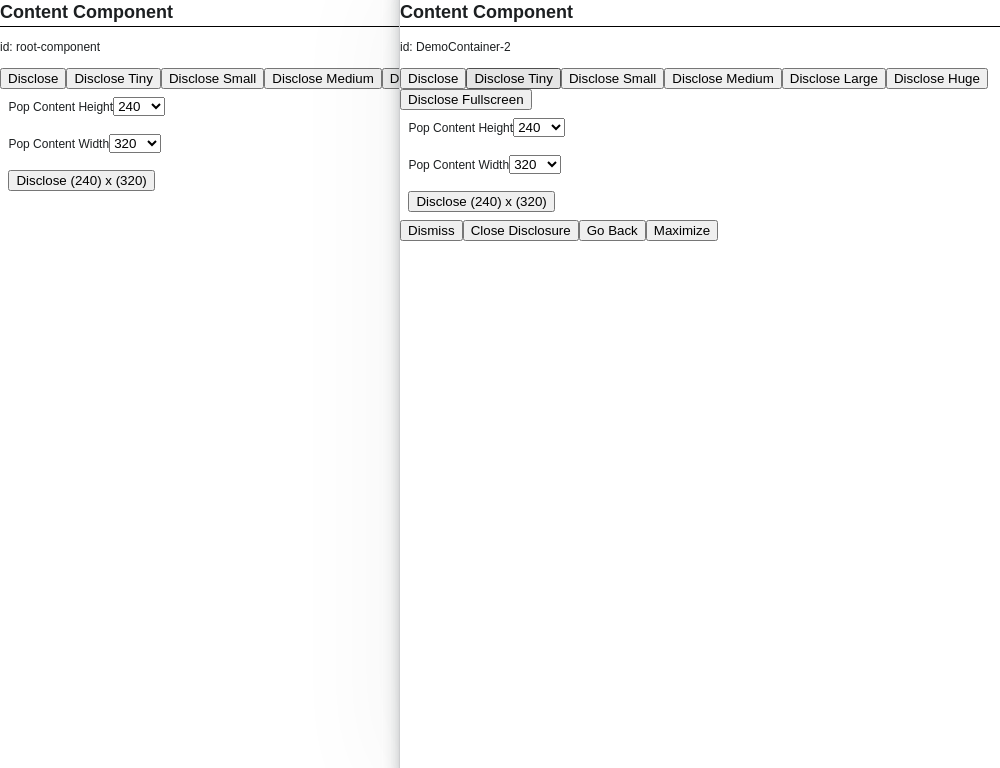 Content Component
id: root-component
Disclose Disclose Tiny Disclose Small Disclose Medium D
Pop Content Height 240
Pop Content Width 320
Disclose (240) x (320)
Content Component
id: DemoContainer-2
Disclose Disclose Tiny Disclose Small Disclose Medium Disclose Large Disclose Huge
Disclose Fullscreen
Pop Content Height 240
Pop Content Width 320
Disclose (240) x (320)
Dismiss Close Disclosure Go Back Maximize